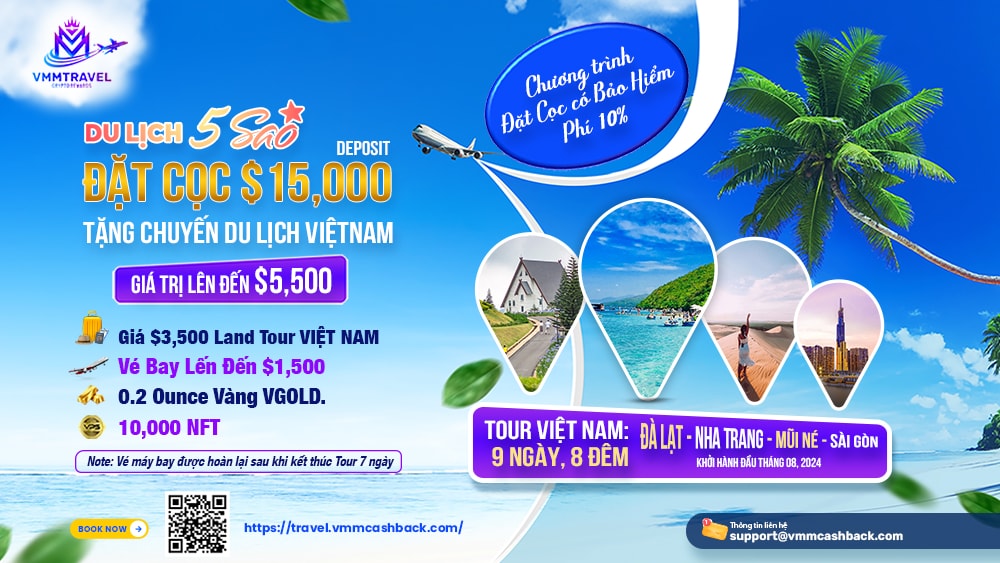 VMMTRAVEL
CRYPTO REWARDS
Chương trình
Đặt Cọc có Bảo Hiểm
Phí 10%
DU LỊCH 5 Sao
DEPOSIT
ĐẶT CỌC $15,000
TẶNG CHUYẾN DU LỊCH VIỆTNAM
GIÁ TRỊ LÊN ĐẾN $5,500
Giá $3,500 Land Tour VIỆT NAM
Vé Bay Lến Đến $1,500
0.2 Ounce Vàng VGOLD.
VPS
10,000 NFT
Note: Vé máy bay được hoàn lại sau khi kết thúc Tour 7 ngày
TOUR VIỆT NAM:
9 NGÀY, 8 ĐÊM
ĐÀ LẠT - NHA TRANG - MŨI NÉ - SÀI GÒN
KHỞI HÀNH ĐẦU THÁNG 08, 2024
BOOK NOW
https://travel.vmmcashback.com/
Thông tin liên hệ
support@vmmcashback.com